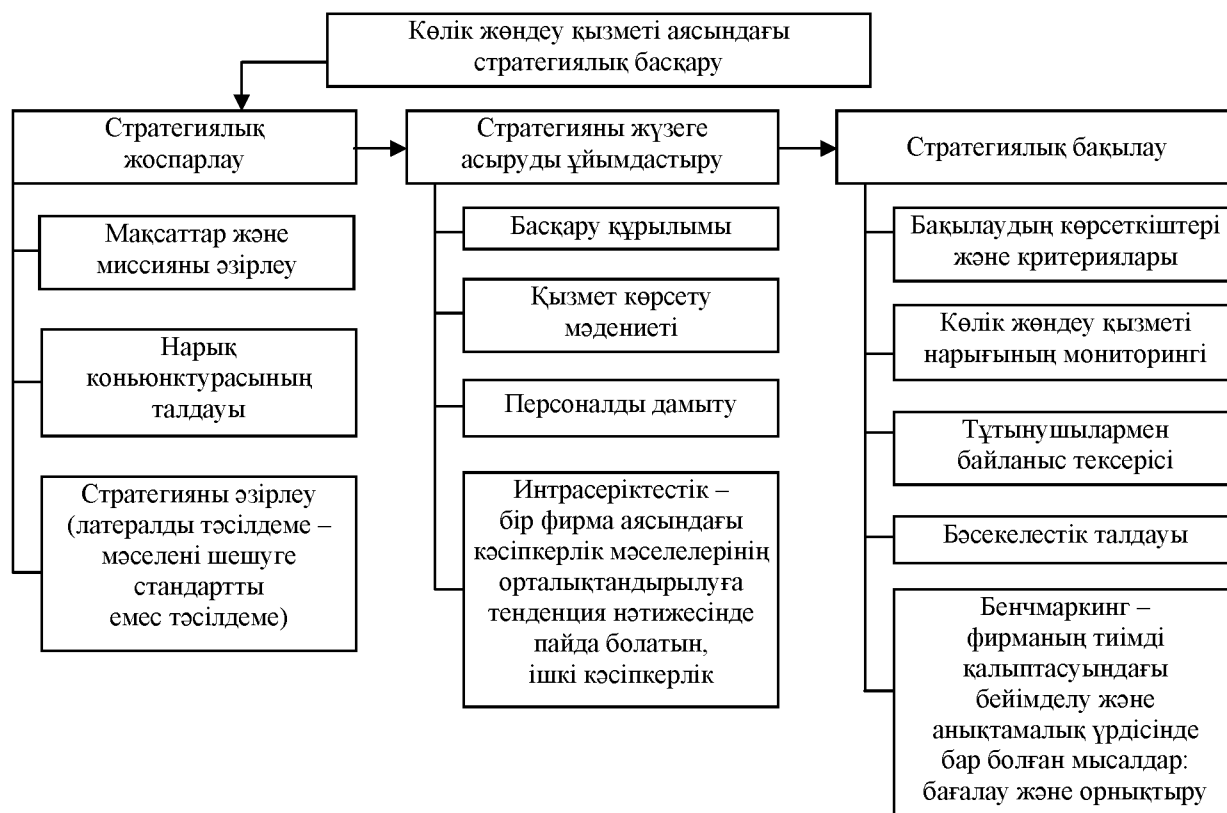 Көлік жөндеу қызметі аясындағы
стратегиялық басқару
Стратегиялық
жоспарлау
Мақсаттар және
миссияны әзірлеу
Нарық
коньюнктурасының
талдауы
Стратегияны әзірлеу
(латералды тәсілдеме –
мәселені шешуге
стандартты
емес тәсілдеме)
Стратегияны жүзеге
асыруды ұйымдастыру
Басқару құрылымы
Қызмет көрсету
мәдениеті
Персоналды дамыту
Интрасеріктестік –
бір фирма аясындағы
кәсіпкерлік мәселелерінің
орталықтандырылуға
тенденция нәтижесінде
пайда болатын,
ішкі кәсіпкерлік
Стратегиялық бақылау
Бақылаудың көрсеткіштері
және критериялары
Көлік жөндеу қызметі
нарығының мониторингі
Тұтынушылармен
байланыс тексерісі
Бәсекелестік талдауы
Бенчмаркинг –
фирманың тиімді
қалыптасуындағы
бейімделу және
анықтамалық үрдісінде
бар болған мысалдар:
бағалау және орнықтыру